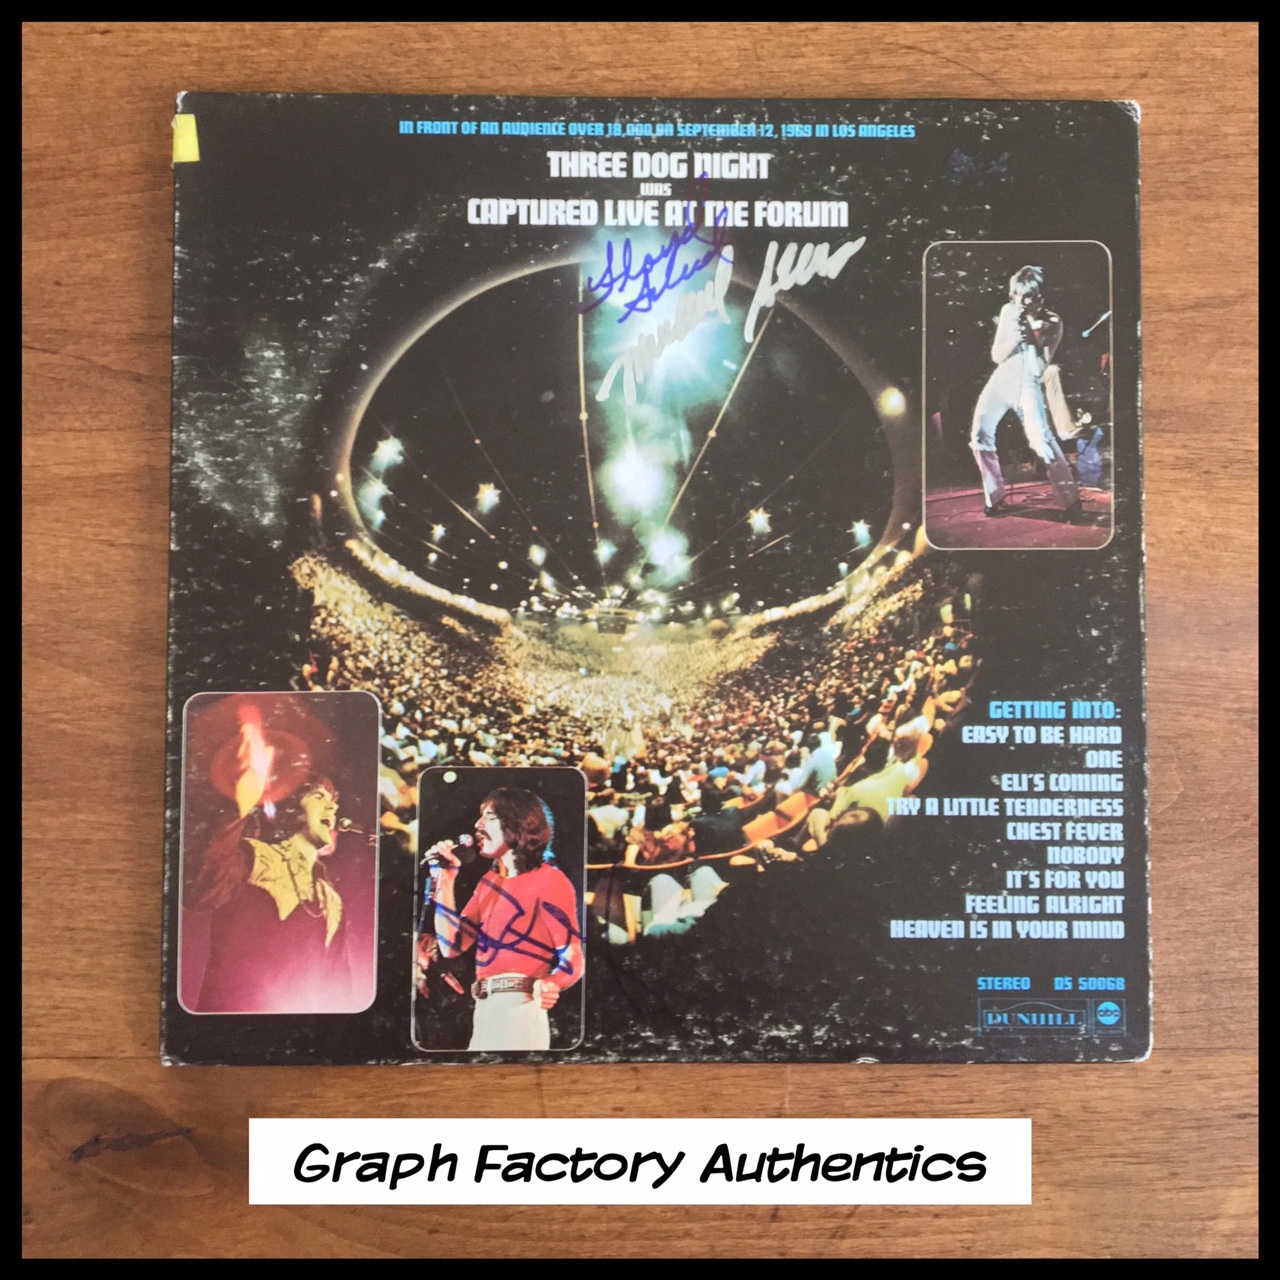 IN FRONT OF AN AUDIENCE OVER 18,000 ON SEPTEMBER 12, 1969 IN LOS ANGELES
THREE DOG NIGHT
WAS
CAPTURED LIVE AT THE FORUM
Floyd
GETTING INTO:
EASY TO BE HARD
ONE
ELI'S COMING
TRY A LITTLE TENDERNESS
CHEST FEVER
NOBODY
IT'S FOR YOU
FEELING ALRIGHT
HEAVEN IS IN YOUR MIND
STEREO DS 50068
DUNHILL abc
Graph Factory Authentics